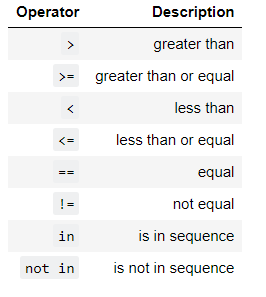 Operator Description
> greater than
>= greater than or equal
< less than
<= less than or equal
== equal
!= not equal
in is in sequence
not in is not in sequence